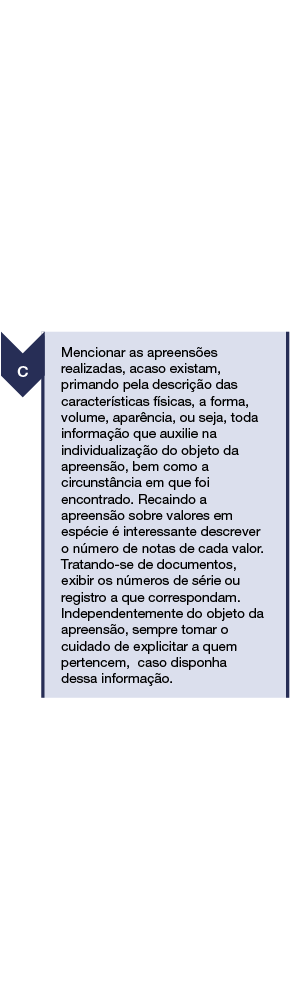 C
Mencionar as apreensões
realizadas, acaso existam,
primando pela descrição das
características físicas, a forma,
volume, aparência, ou seja, toda
informação que auxilie na
individualização do objeto da
apreensão, bem como a
circunstância em que foi
encontrado. Recaindo a
apreensão sobre valores em
espécie é interessante descrever
o número de notas de cada valor.
Tratando-se de documentos,
exibir os números de série ou
registro a que correspondam.
Independentemente do objeto da
apreensão, sempre tomar o
cuidado de explicitar a quem
pertencem,  caso disponha
dessa informação.